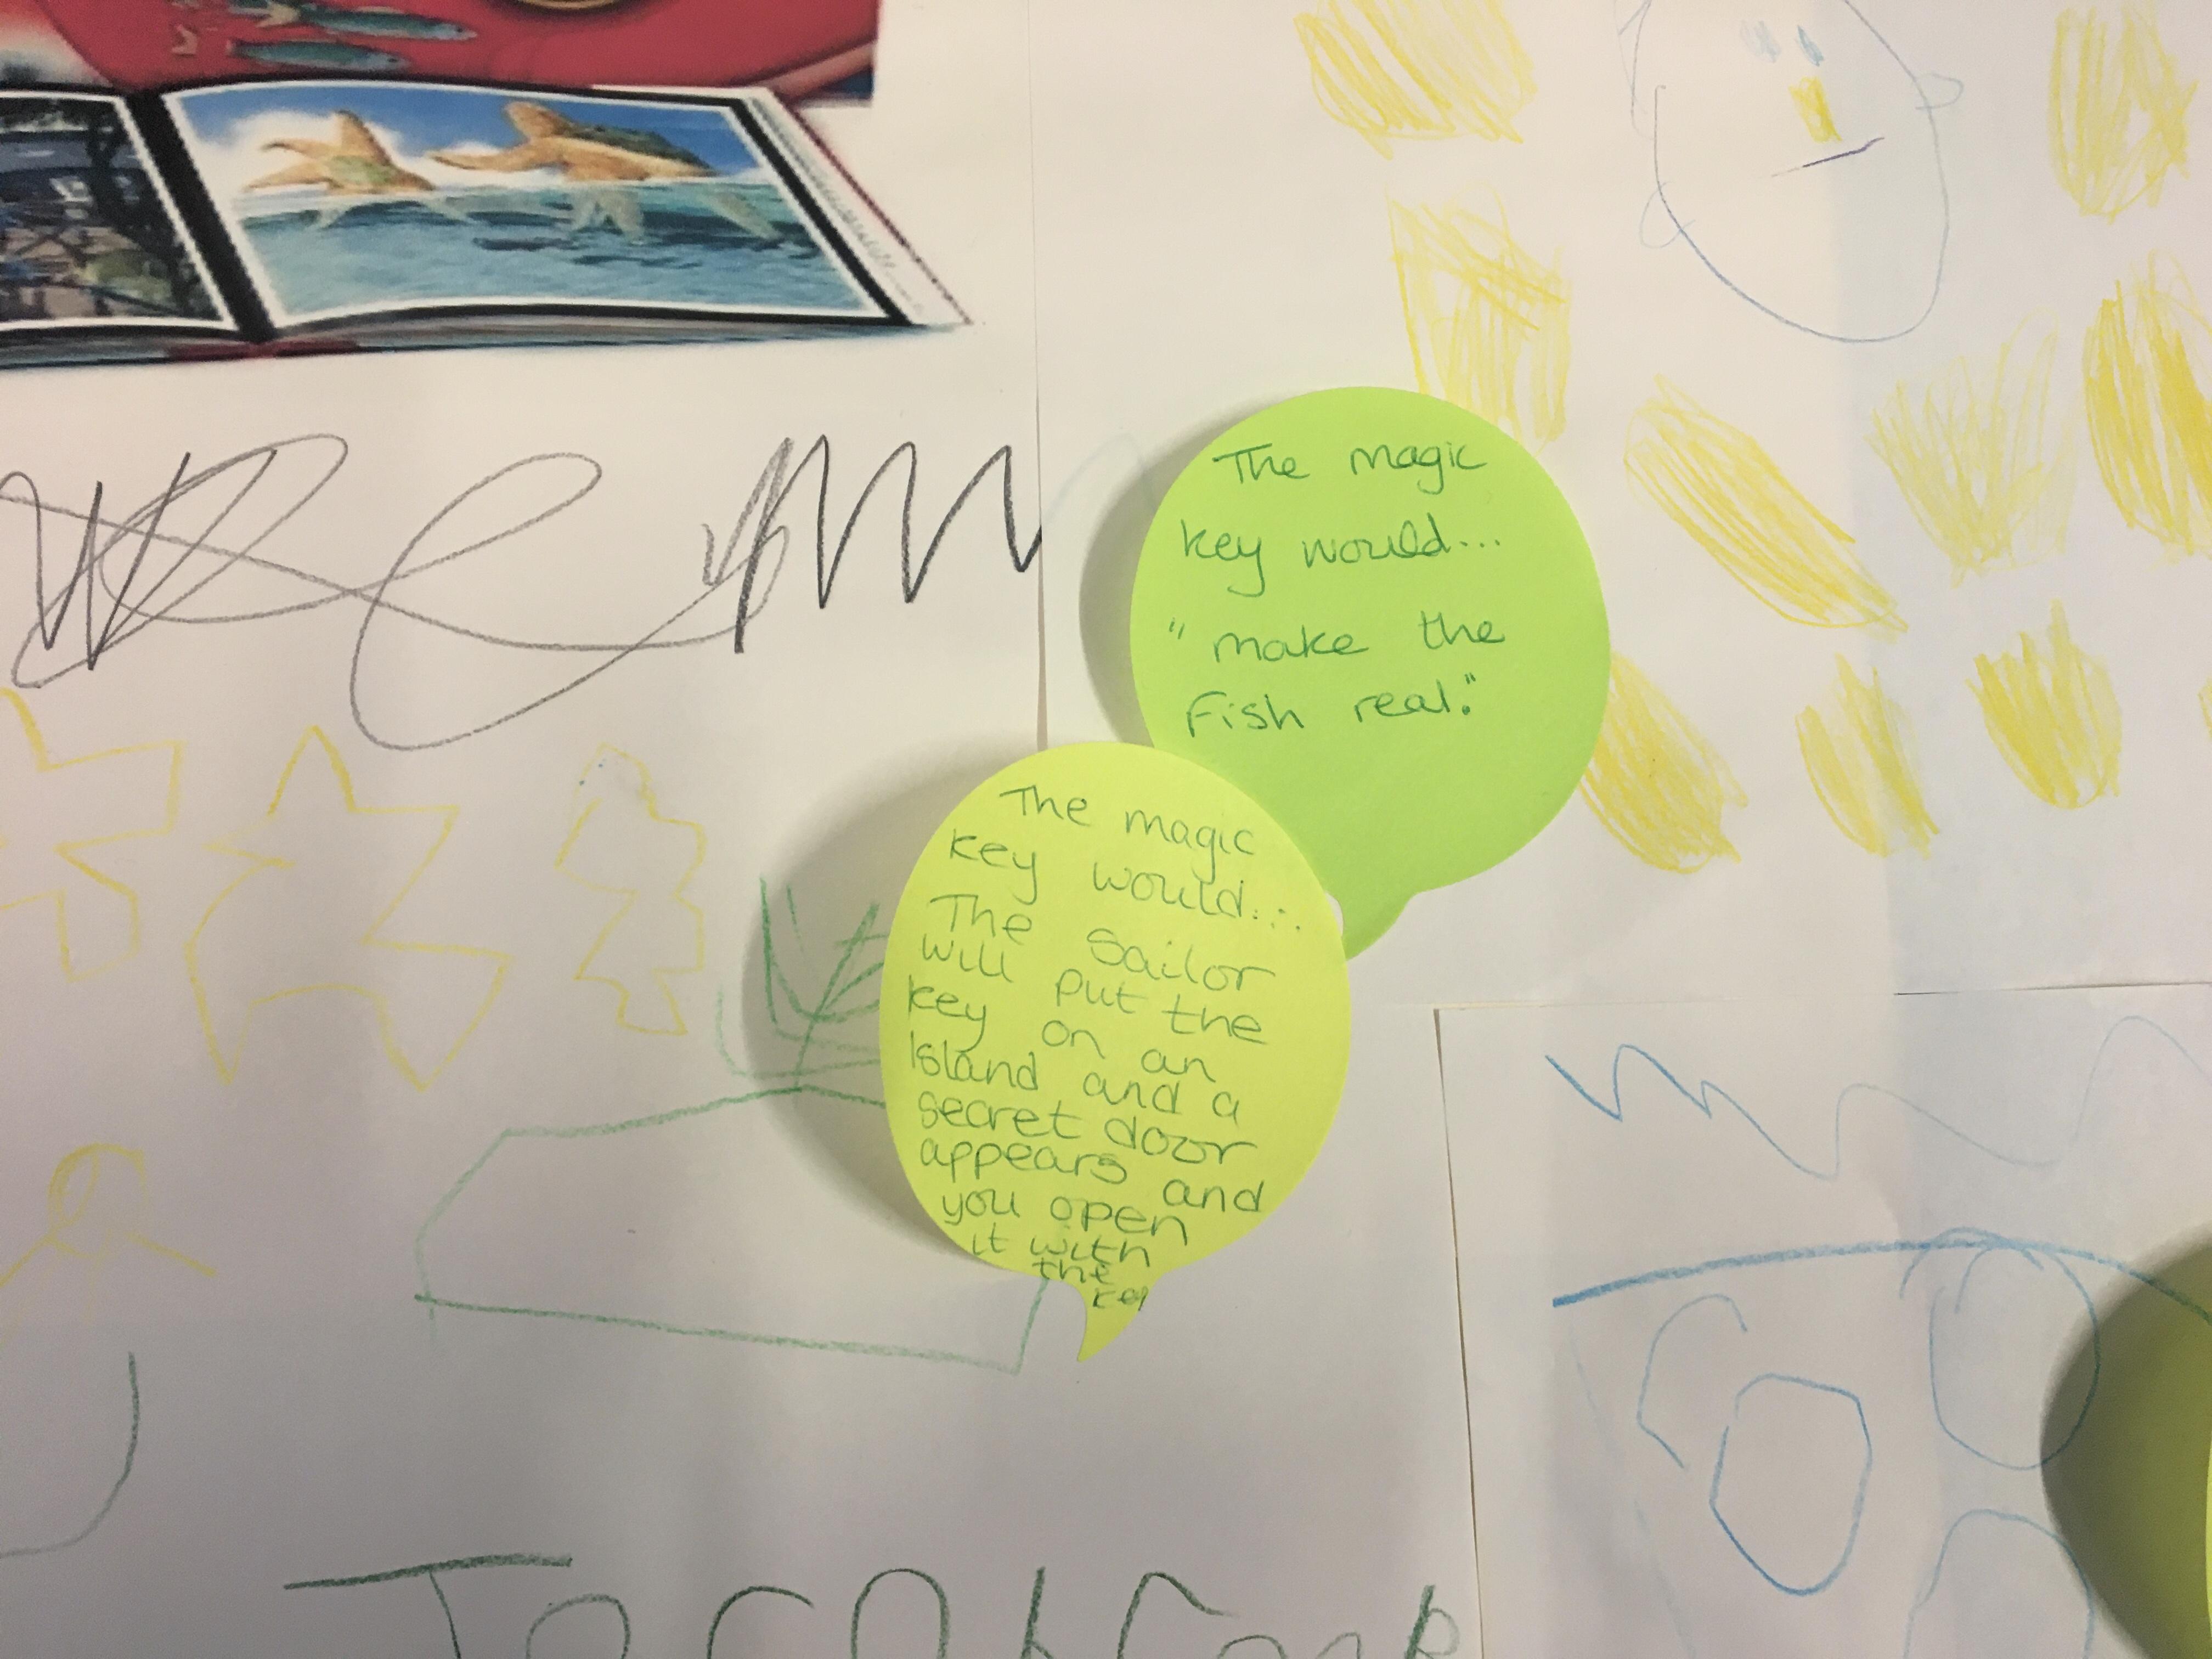 The magic
key would...
"make the
Fish real."
The magic
key would...
The Sailor
will put the
key on an
Island and a
secret door
appears and
you open
it with
the
key